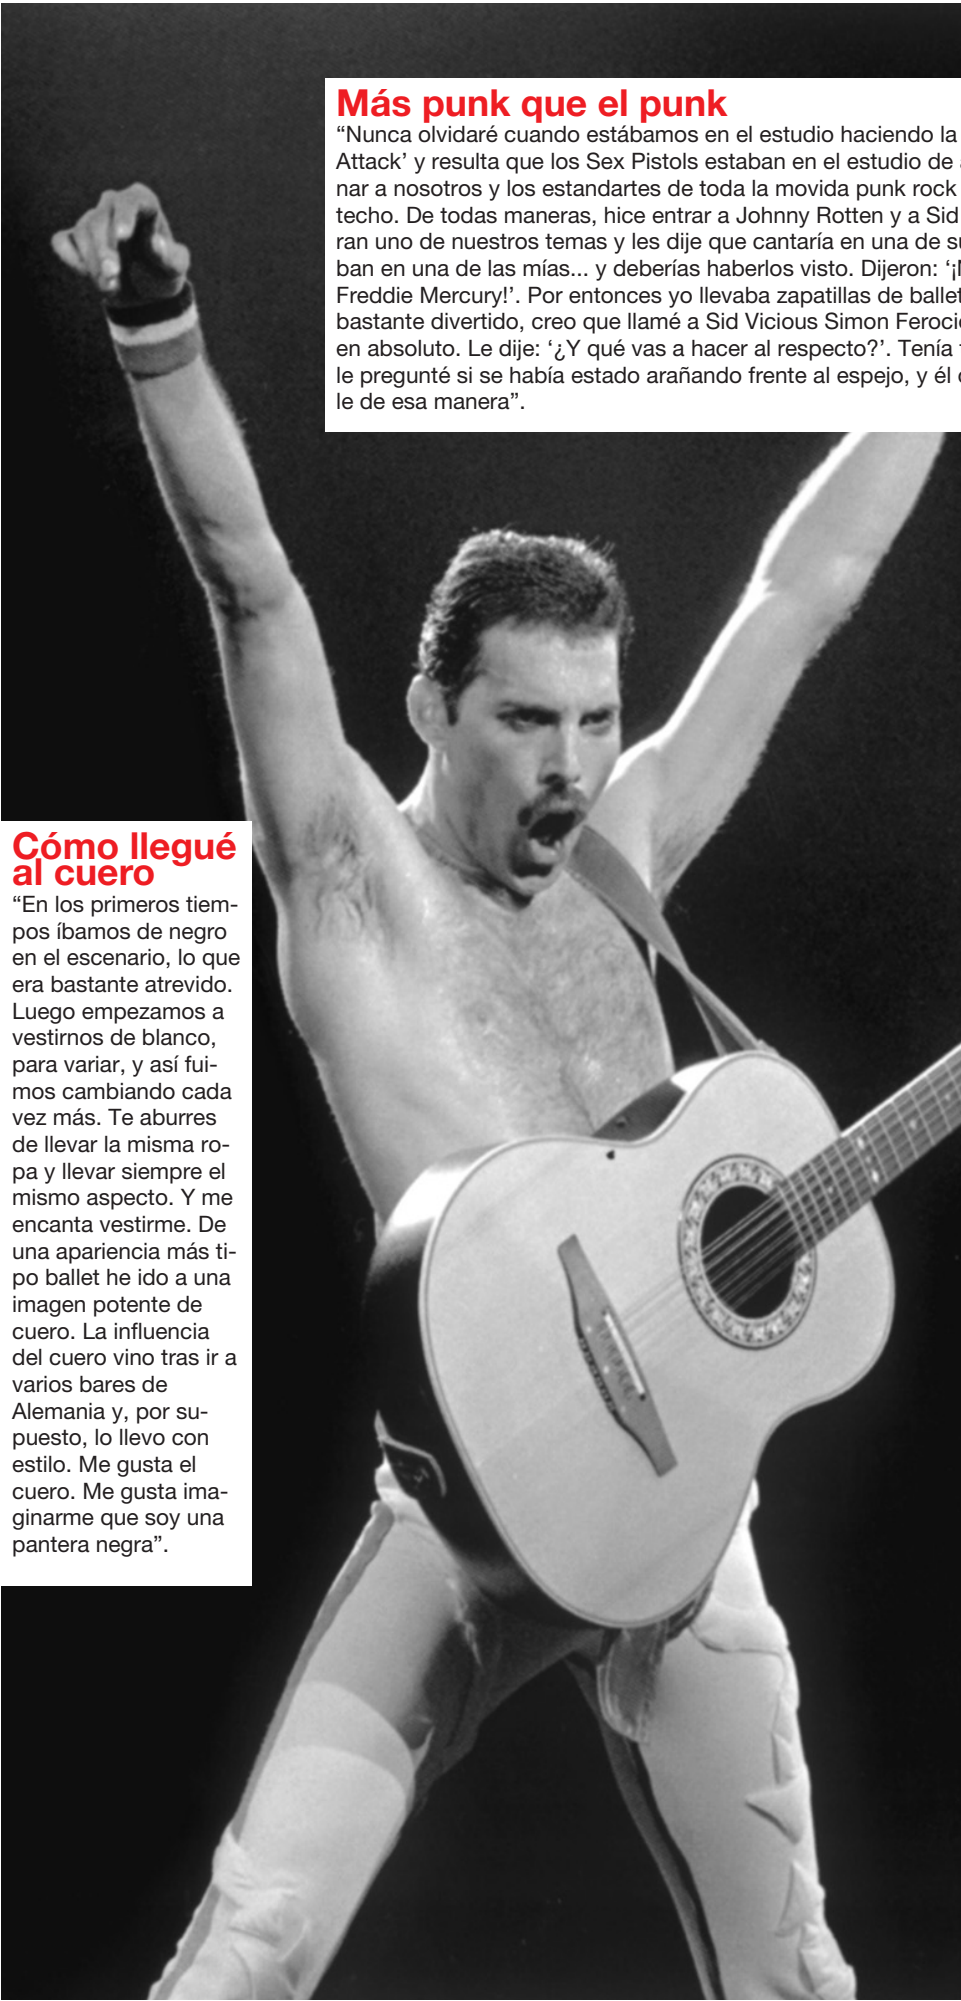 Más punk que el punk
“Nunca olvidaré cuando estábamos en el estudio haciendo la
Attack’ y resulta que los Sex Pistols estaban en el estudio de
nar a nosotros y los estandartes de toda la movida punk rock
techo. De todas maneras, hice entrar a Johnny Rotten y a Sid
ran uno de nuestros temas y les dije que cantaría en una de
ban en una de las mías... y deberías haberlos visto. Dijeron:
Freddie Mercury!’. Por entonces yo llevaba zapatillas de ballet
bastante divertido, creo que llamé a Sid Vicious Simon
en absoluto. Le dije: ‘¿Y qué vas a hacer al respecto?’. Tenía
le pregunté si se había estado arañando frente al espejo, y él
le de esa manera”.
Cómo llegué
al cuero
“En los primeros tiem-
pos íbamos de negro
en el escenario, lo que
era bastante atrevido.
Luego empezamos a
vestirnos de blanco,
para variar, y así fui-
mos cambiando cada
vez más. Te aburres
de llevar la misma ro-
pa y llevar siempre el
mismo aspecto. Y me
encanta vestirme. De
una apariencia más ti-
po ballet he ido a una
imagen potente de
cuero. La influencia
del cuero vino tras ir a
varios bares de
Alemania y, por su-
puesto, lo llevo con
estilo. Me gusta el
cuero. Me gusta ima-
ginarme que soy una
pantera negra”.